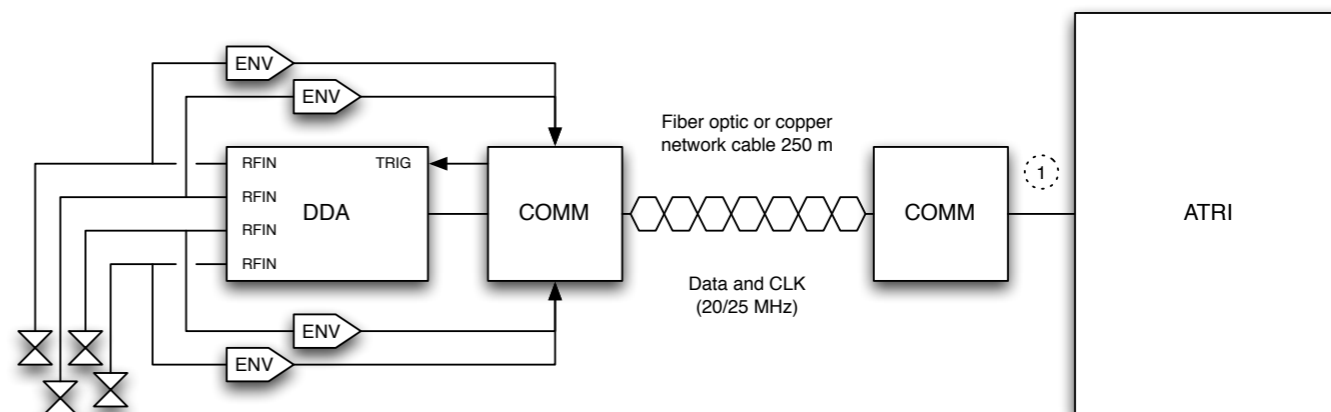 ENV
ENV
Fiber optic or copper
network cable 250 m
RFIN
TRIG
1
RFIN
DDA
COMM
COMM
ATRI
RFIN
RFIN
Data and CLK
(20/25 MHz)
ENV
ENV